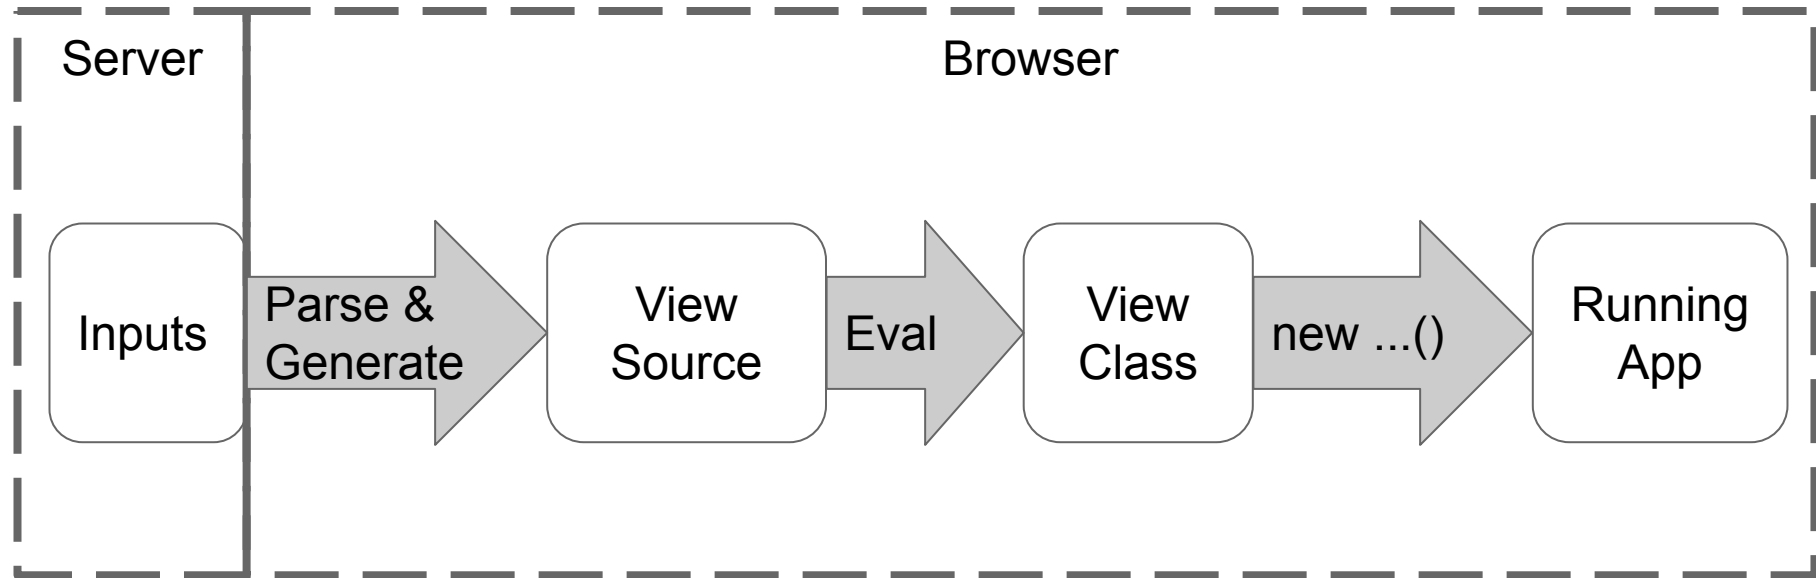 Server
Browser
Inputs
Parse &
Generate
View
Source
Eval
View
Class
new ...()
Running
App